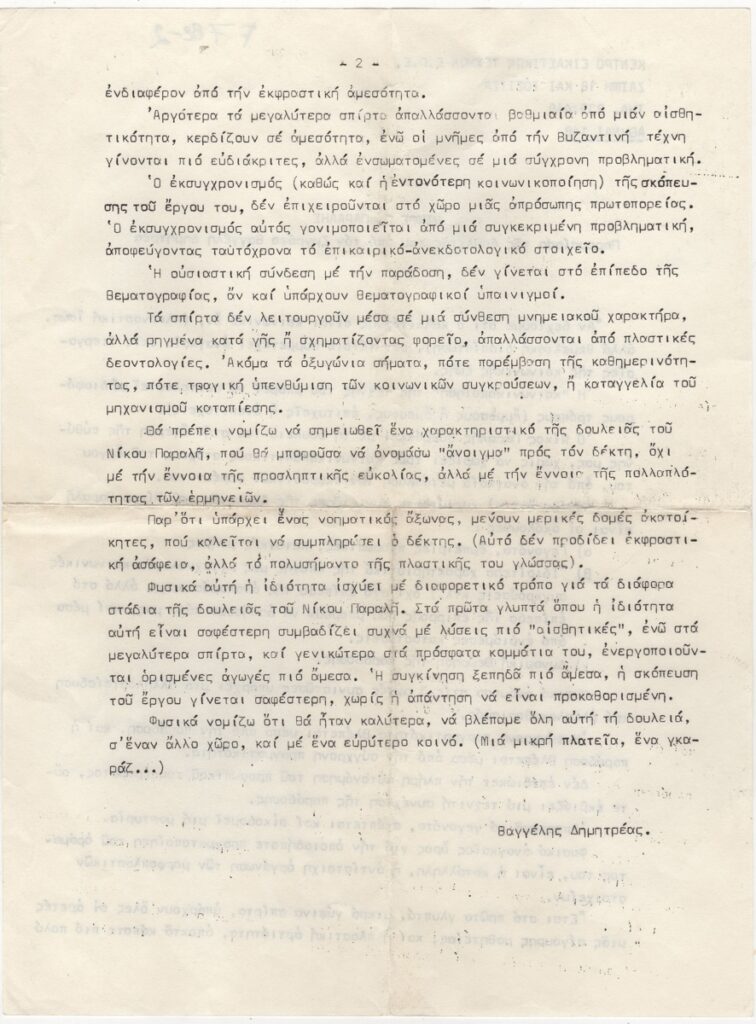 - 2 -
ἐνδιαφέρον ἀπό τήν ἐκφραστική ἀμεσότητα.
Ἀργότερα τά μεγαλύτερα σπίρτα ἀπαλλάσσονται βαθμιαῖα ἀπό μιάν αἰσθη-
τικότητα, κερδίζουν σέ ἀμεσότητα, ἐνῶ οἱ μνῆμες ἀπό τήν Βυζαντινή τέχνη
γίνονται πιό εὐδιάκριτες, ἀλλά ἐνσωματομένες σέ μιά σύγχρονη προβληματική.
Ὁ ἐκσυγχρονισμός (καθώς καί ἡ ἐντονότερη κοινωνικοποίηση) τῆς σκόπευ-
σης τοῦ ἔργου του, δέν ἐπιχειροῦνται στό χῶρο μιᾶς ἀπρόσωπης πρωτοπορείας.
Ὁ ἐκσυγχρονισμός αὐτός γονιμοποιεῖται ἀπό μιά συγκεκριμένη προβληματική,
ἀποφεύγοντας ταὐτόχρονα τό ἐπικαιρικό-ἀνεκδοτολογικό στοιχεῖο.
Ἡ οὐσιαστική σύνδεση μέ τήν παράδοση, δέν γίνεται στό ἐπίπεδο τῆς
θεματογραφίας, ἄν καί ὑπάρχουν θεματογραφικοί ὑπαινιγμοί.
Τά σπίρτα δέν λειτουργοῦν μέσα σέ μιά σύνθεση μνημειακοῦ χαρακτήρα,
ἀλλά ρηγμένα κατά γῆς ἤ σχηματίζοντας φορεῖο, ἀπαλλάσσονται ἀπό πλαστικές
δεοντολογίες. Ἀκόμα τά ὀξυγώνια σήματα, πότε παρέμβαση τῆς καθημερινότη-
τας, πότε τραγική ὑπενθύμιση τῶν κοινωνικῶν συγκρούσεων, ἤ καταγγελία τοῦ
μηχανισμοῦ καταπίεσης.
Θά πρέπει νομίζω νά σημειωθεῖ ἕνα χαρακτηριστικό τῆς δουλειᾶς τοῦ
Νίκου Παραλῆ, πού θά μποροῦσα νά ὀνομάσω "ἄνοιγμα" πρός τόν δέκτη, ὄχι
μέ τήν ἔννοια τῆς προσληπτικῆς εὐκολίας, ἀλλά μέ τήν ἔννοια τῆς πολλαπλό-
τητας τῶν ἑρμηνειῶν.
Παρ'ὅτι ὑπάρχει ἕνας νοηματικός ἄξωνας, μένουν μερικές δομές ἀκατοί-
κητες, πού καλεῖται νά συμπληρώσει ὁ δέκτης. (Αὐτό δέν προδίδει ἐκφραστι-
κή ἀσάφεια, ἀλλά τό πολυσήμαντο τῆς πλαστικῆς του γλώσσας).
Φυσικά αὐτή ἡ ἰδιότητα ἰσχύει μέ διαφορετικό τρόπο γιά τά διάφορα
στάδια τῆς δουλειᾶς τοῦ Νίκου Παραλῆ. Στά πρῶτα γλυπτά ὅπου ἡ ἰδιότητα
αὐτή εἶναι σαφέστερη συμβαδίζει συχνά μέ λύσεις πιό "αἰσθητικές", ἐνῶ στά
μεγαλύτερα σπίρτα, καί γενικώτερα στά πρόσφατα κομμάτια του, ἐνεργοποιοῦν-
ται ὁρισμένες ἀγωγές πιό ἄμεσα. Ἡ συγκίνηση ξεπηδᾶ πιό ἄμεσα, ἡ σκόπευση
τοῦ ἔργου γίνεται σαφέστερη, χωρίς ἡ ἀπάντηση νά εἶναι προκαθορισμένη.
Φυσικά νομίζω ὅτι θά ἦταν καλύτερα, νά βλέπαμε ὅλη αὐτή τή δουλειά,
σ'ἕναν ἄλλο χῶρο, καί μέ ἕνα εὐρύτερο κοινό. (Μιά μικρή πλατεῖα, ἕνα γκα-
ράζ...)
Βαγγέλης Δημητρέας.